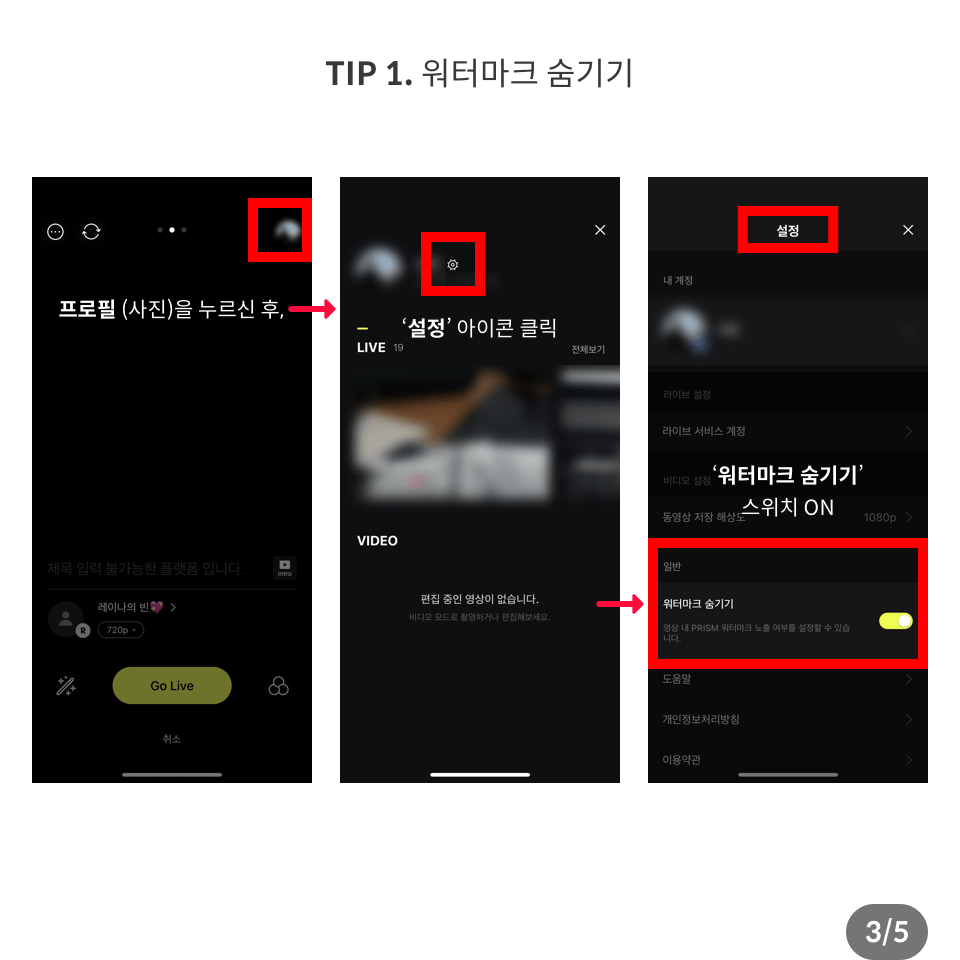 TIP 1. 워터마크 숨기기
프로필 (사진)을 누르신 후,
제목 입력 불가능한 플랫폼 입니다.
intro
레이나의 빈💖 >
R
720p
Go Live
취소
‘설정’ 아이콘 클릭
LIVE 19
전체보기
VIDEO
편집 중인 영상이 없습니다.
비디오 모드로 촬영하거나 편집해보세요.
설정
내 계정
라이브 설정
라이브 서비스 계정
비디오 설정
‘워터마크 숨기기’
스위치 ON
동영상 저장 해상도 1080p
일반
워터마크 숨기기
영상 내 PRISM 워터마크 노출 여부를 설정할 수 있습
니다.
도움말
개인정보처리방침
이용약관
3/5